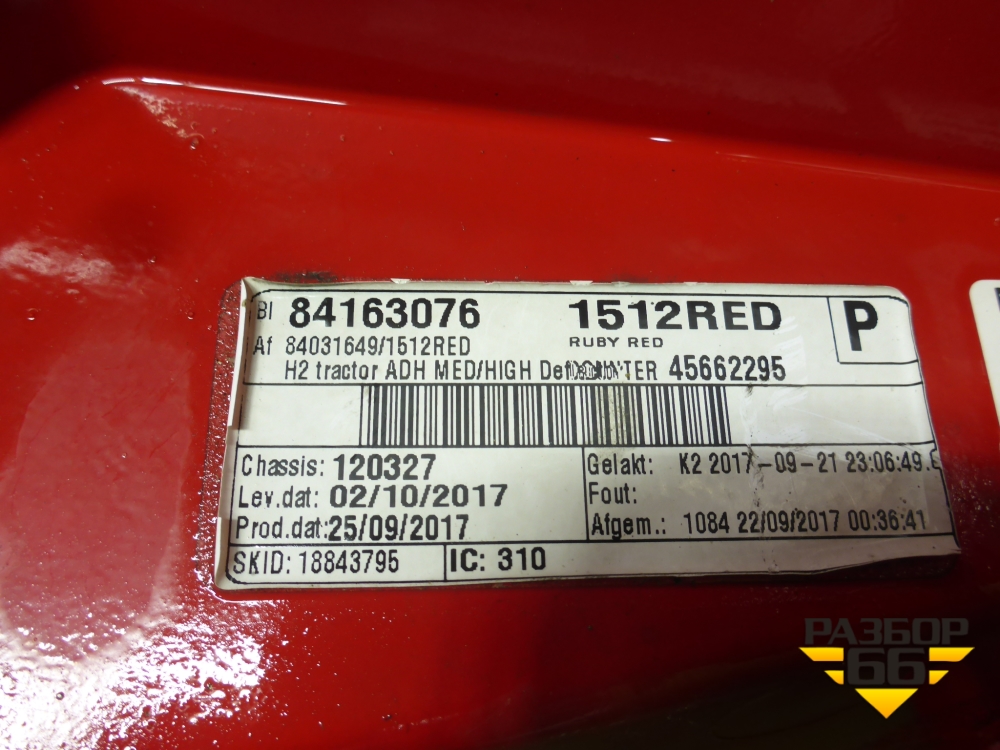 Bl 84163076 1512RED P
Af 84031649/1512RED RUBY RED
H2 tractor ADH MED/HIGH 45662295
Chassis: 120327
Lev.dat: 02/10/2017
Prod.dat: 25/09/2017
Gelakt: K2 2017-09-21 23:06:49.
Fout:
Afgem.: 1084 22/09/2017 00:36:41
SKID: 18843795 IC: 310
РАЗБОР
66